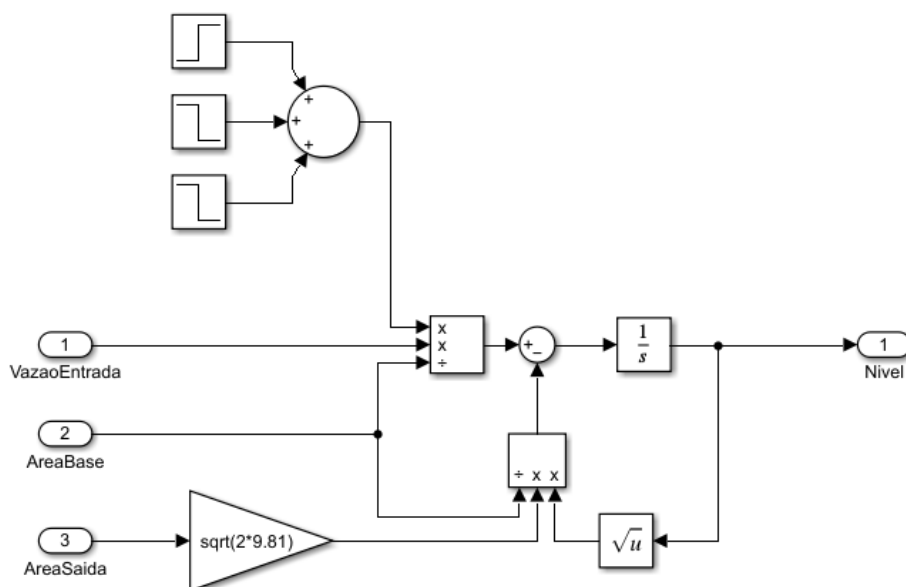 +
+
+
x
x
÷
1
VazaoEntrada
+
−
1
s
1
Nivel
2
AreaBase
÷ x x
3
AreaSaida
sqrt(2*9.81)
√u